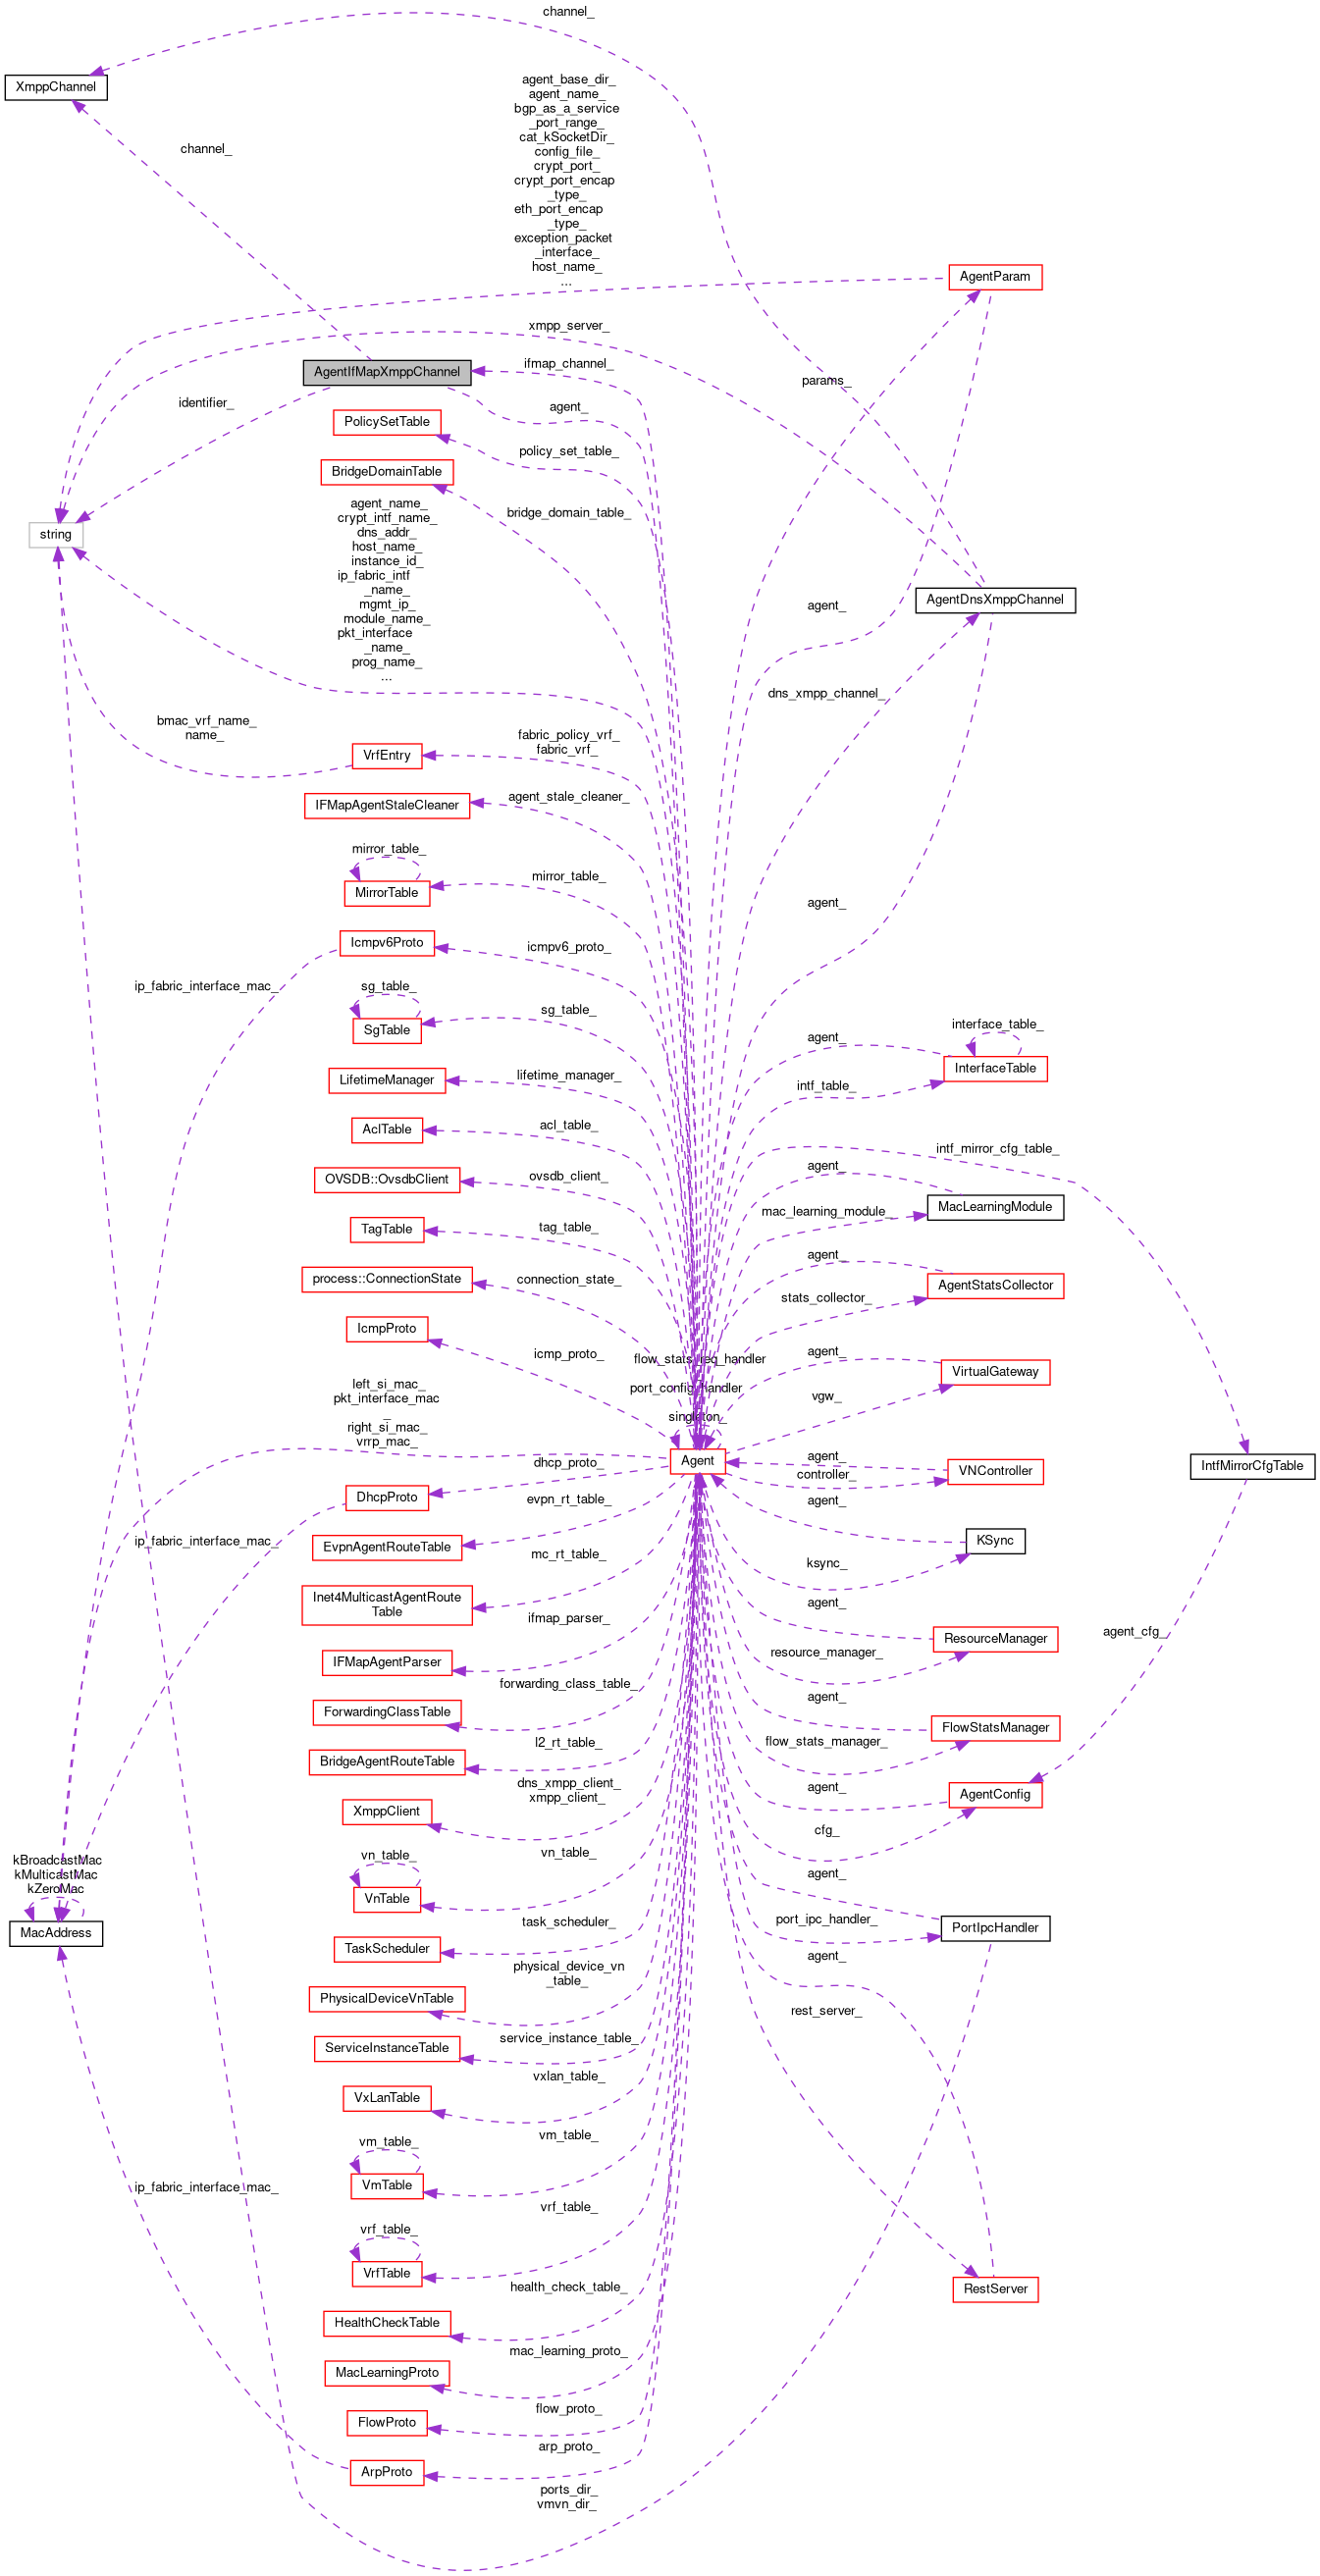 channel_
XmppChannel
agent_base_dir_
agent_name_
bgp_as_a_service
_port_range_
cat_kSocketDir_
config_file_
crypt_port_
crypt_port_encap
_type_
eth_port_encap
_type_
exception_packet
_interface_
host_name_
...
channel_
AgentParam
xmpp_server_
AgentIfMapXmppChannel
ifmap_channel_
params_
identifier_
agent_
PolicySetTable
policy_set_table_
BridgeDomainTable
bridge_domain_table_
string
agent_name_
crypt_intf_name_
dns_addr_
host_name_
instance_id_
ip_fabric_intf
_name_
mgmt_ip_
module_name_
pkt_interface
_name_
prog_name_
...
agent_
AgentDnsXmppChannel
dns_xmpp_channel_
bmac_vrf_name_
name_
VrfEntry
fabric_policy_vrf_
fabric_vrf_
IFMapAgentStaleCleaner
agent_stale_cleaner_
mirror_table_
MirrorTable
mirror_table_
agent_
Icmpv6Proto
icmpv6_proto_
ip_fabric_interface_mac_
sg_table_
SgTable
sg_table_
agent_
interface_table_
InterfaceTable
LifetimeManager
lifetime_manager_
intf_table_
AclTable
acl_table_
intf_mirror_cfg_table_
OVSDB::OvsdbClient
ovsdb_client_
agent_
MacLearningModule
TagTable
tag_table_
mac_learning_module_
process::ConnectionState
connection_state_
agent_
AgentStatsCollector
stats_collector_
IcmpProto
icmp_proto_
flow_stats_req_handler
port_config_handler
singleton_
agent_
VirtualGateway
vgw_
left_si_mac_
pkt_interface_mac
_
right_si_mac_
vrrp_mac_
Agent
agent_
controller_
VNController
IntfMirrorCfgTable
DhcpProto
dhcp_proto_
evpn_rt_table_
agent_
ip_fabric_interface_mac_
EvpnAgentRouteTable
mc_rt_table_
KSync
ksync_
Inet4MulticastAgentRoute
Table
agent_
ifmap_parser_
ResourceManager
agent_cfg_
IFMapAgentParser
resource_manager_
forwarding_class_table_
agent_
ForwardingClassTable
FlowStatsManager
l2_rt_table_
flow_stats_manager_
BridgeAgentRouteTable
dns_xmpp_client_
xmpp_client_
agent_
AgentConfig
XmppClient
cfg_
vn_table_
vn_table_
VnTable
agent_
kBroadcastMac
kMulticastMac
kZeroMac
MacAddress
task_scheduler_
port_ipc_handler_
PortIpcHandler
TaskScheduler
physical_device_vn
_table_
agent_
PhysicalDeviceVnTable
rest_server_
service_instance_table_
ServiceInstanceTable
vxlan_table_
VxLanTable
vm_table_
vm_table_
VmTable
ip_fabric_interface_mac_
vrf_table_
vrf_table_
VrfTable
health_check_table_
RestServer
HealthCheckTable
mac_learning_proto_
MacLearningProto
flow_proto_
FlowProto
arp_proto_
ArpProto
ports_dir_
vmvn_dir_